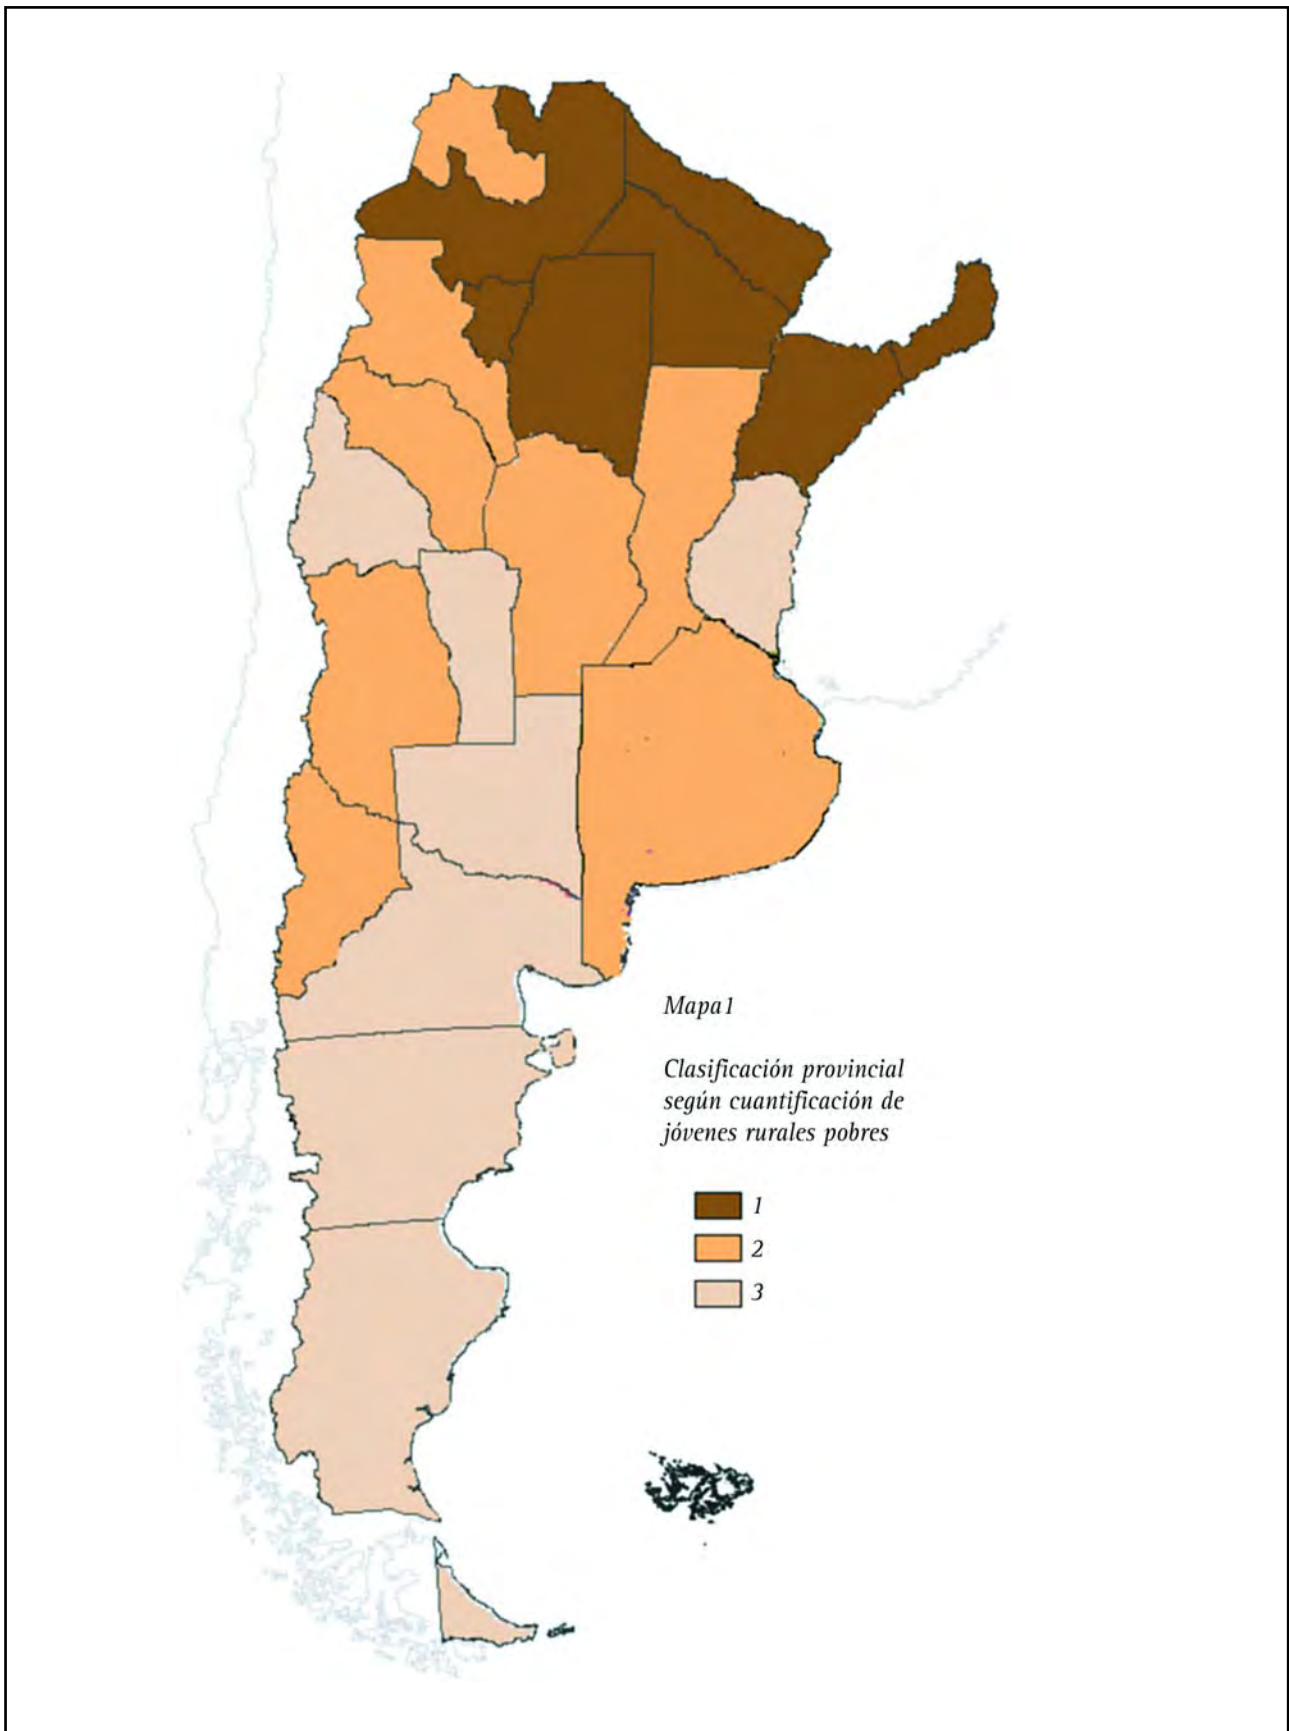 Mapa1
Clasificación provincial
según cuantificación de
jóvenes rurales pobres
1
2
3